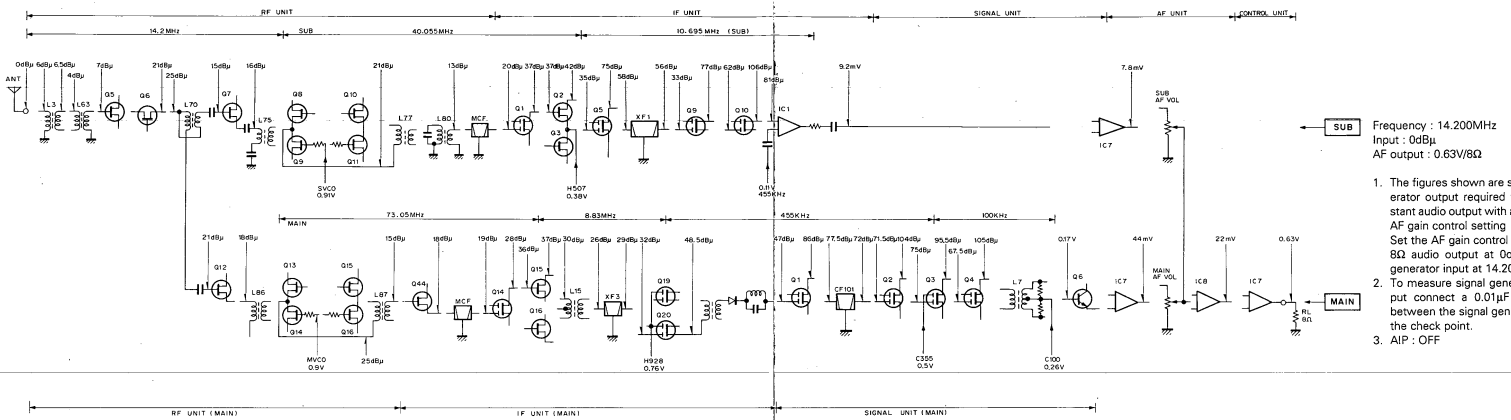 RF UNIT
IF UNIT
SIGNAL UNIT
AF UNIT
CONTROL UNIT
14.2MHz
SUB
40.055MHz
10.695 MHz (SUB)
0dBμ
6dBμ
6.5dBμ
4dBμ
7dBμ
21dBμ
25dBμ
15dBμ
16dBμ
21dBμ
13dBμ
20dBμ
37dBμ
37dBμ
42dBμ
35dBμ
75dBμ
58dBμ
56dBμ
33dBμ
77dBμ
62dBμ
106dBμ
81dBμ
9.2mV
7.8mV
ANT
L3
L63
Q5
Q6
L70
Q7
L75
Q8
Q10
Q9
Q11
L77
L80
MCF
Q1
Q2
Q3
Q5
XF1
Q9
Q10
IC1
IC7
SUB
AF VOL
SVCO
0.91V
H507
0.38V
0.11V
455KHz
SUB
MAIN
73.05MHz
8.83MHz
455KHz
100KHz
21dBμ
18dBμ
15dBμ
18dBμ
19dBμ
28dBμ
36dBμ
37dBμ
30dBμ
26dBμ
29dBμ
32dBμ
48.5dBμ
47dBμ
86dBμ
77.5dBμ
72dBμ
71.5dBμ
104dBμ
75dBμ
95.5dBμ
67.5dBμ
105dBμ
0.17V
44mV
22mV
0.63V
Q12
L86
Q13
Q15
Q14
Q16
L87
Q44
MCF
Q14
Q15
Q16
L15
XF3
Q19
Q20
Q1
CF101
Q2
Q3
Q4
L7
Q6
IC7
MAIN
AF VOL
IC8
IC7
RL
8Ω
MAIN
MVCO
0.9V
25dBμ
H928
0.76V
C355
0.5V
C100
0.26V
RF UNIT (MAIN)
IF UNIT (MAIN)
SIGNAL UNIT (MAIN)
Frequency : 14.200MHz
Input : 0dBμ
AF output : 0.63V/8Ω
1. The figures shown are s
erator output required
stant audio output with a
AF gain control setting
Set the AF gain control
8Ω audio output at 0d
generator input at 14.20
2. To measure signal gene
put connect a 0.01μF
between the signal gen
the check point.
3. AIP : OFF